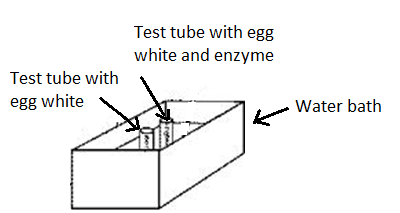 Test tube with egg
white and enzyme
Test tube with
egg white
Water bath